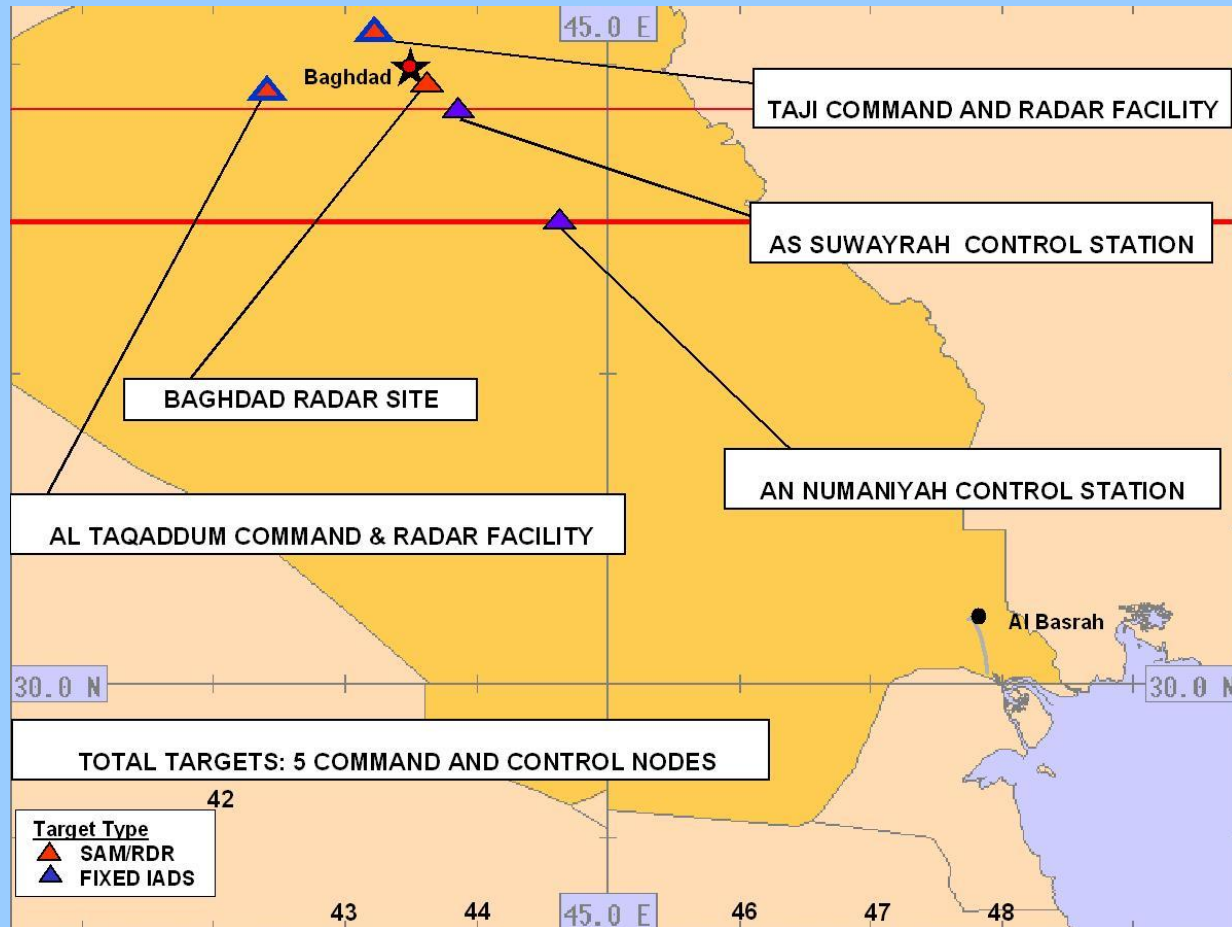 45.0 E
Baghdad
TAJI COMMAND AND RADAR FACILITY
AS SUWAYRAH CONTROL STATION
BAGHDAD RADAR SITE
AN NUMANIYAH CONTROL STATION
AL TAQADDUM COMMAND & RADAR FACILITY
Al Basrah
30.0 N
30.0 N
TOTAL TARGETS: 5 COMMAND AND CONTROL NODES
42
Target Type
SAM/RDR
FIXED IADS
43
44
45.0 E
46
47
48